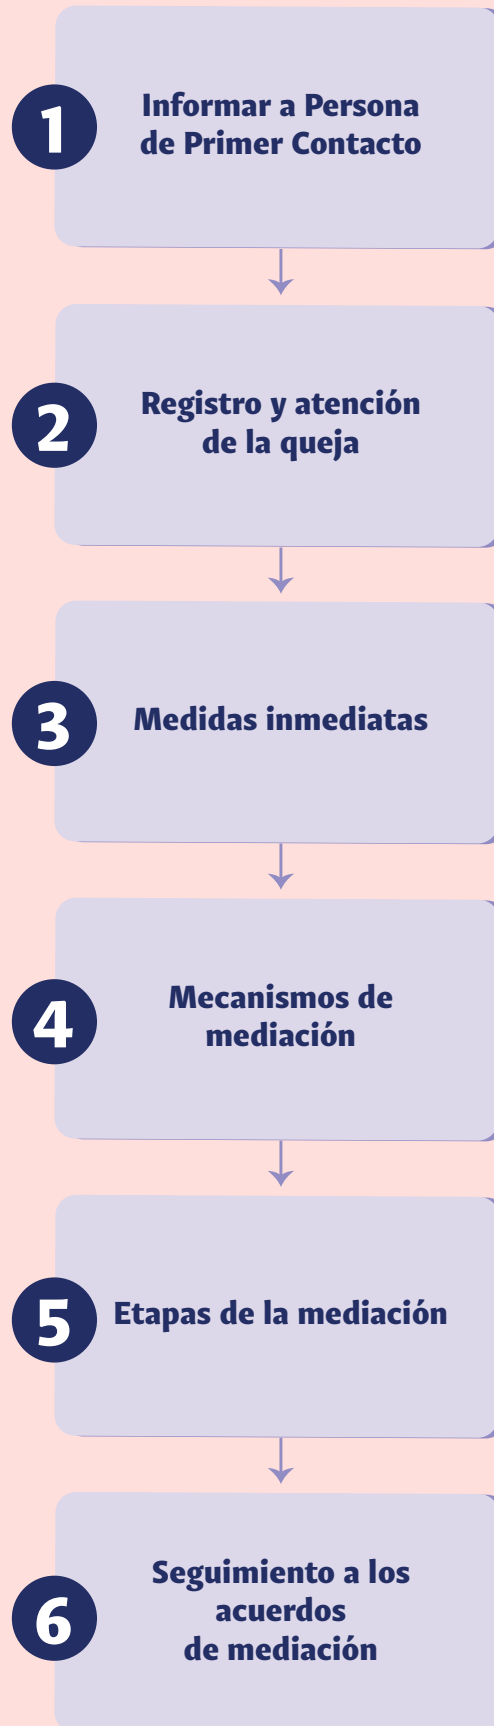 1
Informar a Persona
de Primer Contacto
2
Registro y atención
de la queja
3
Medidas inmediatas
4
Mecanismos de
mediación
5
Etapas de la mediación
6
Seguimiento a los
acuerdos
de mediación